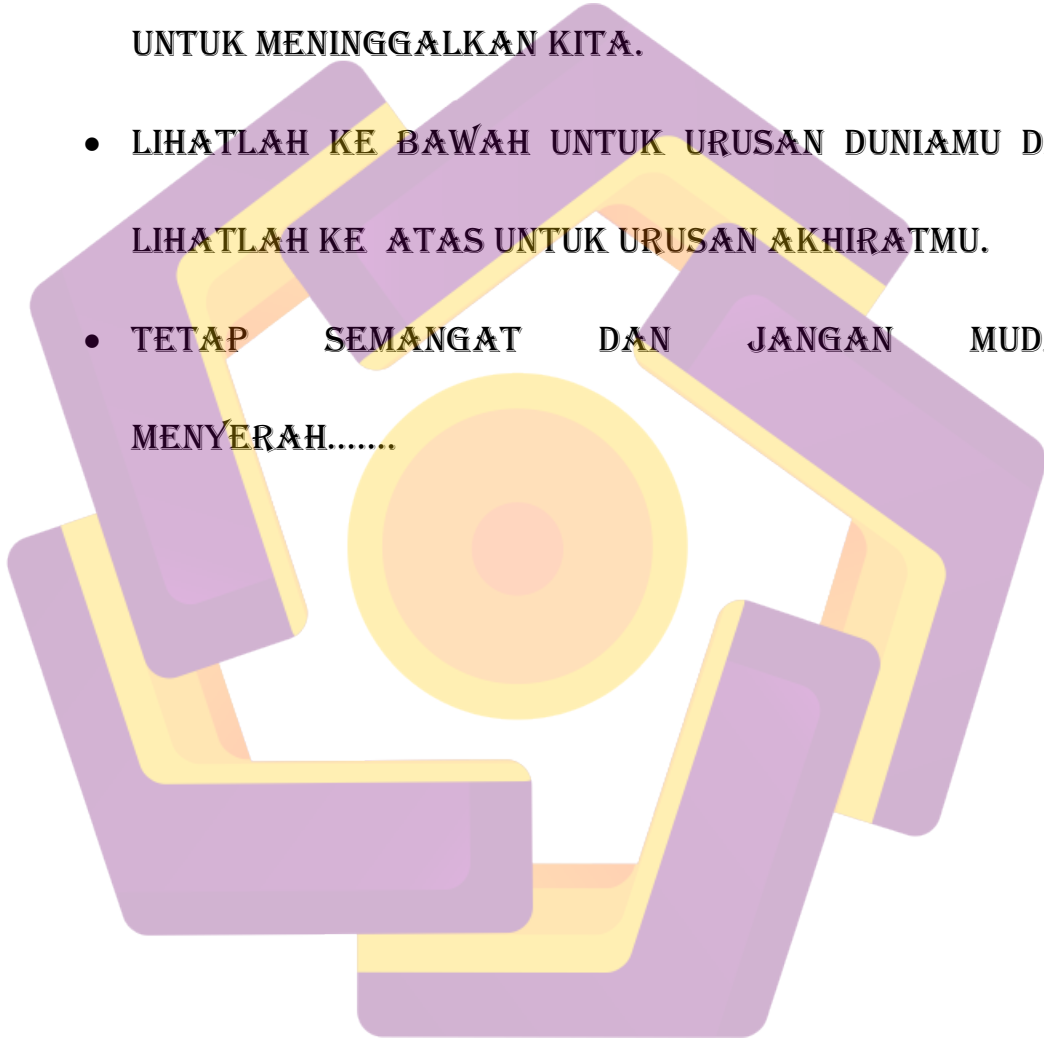 UNTUK MENINGGALKAN KITA.
• LIHATLAH KE BAWAH UNTUK URUSAN DUNIAMU
LIHATLAH KE ATAS UNTUK URUSAN AKHIRATMU.
• TETAP SEMANGAT DAN JANGAN
MENYERAH.......